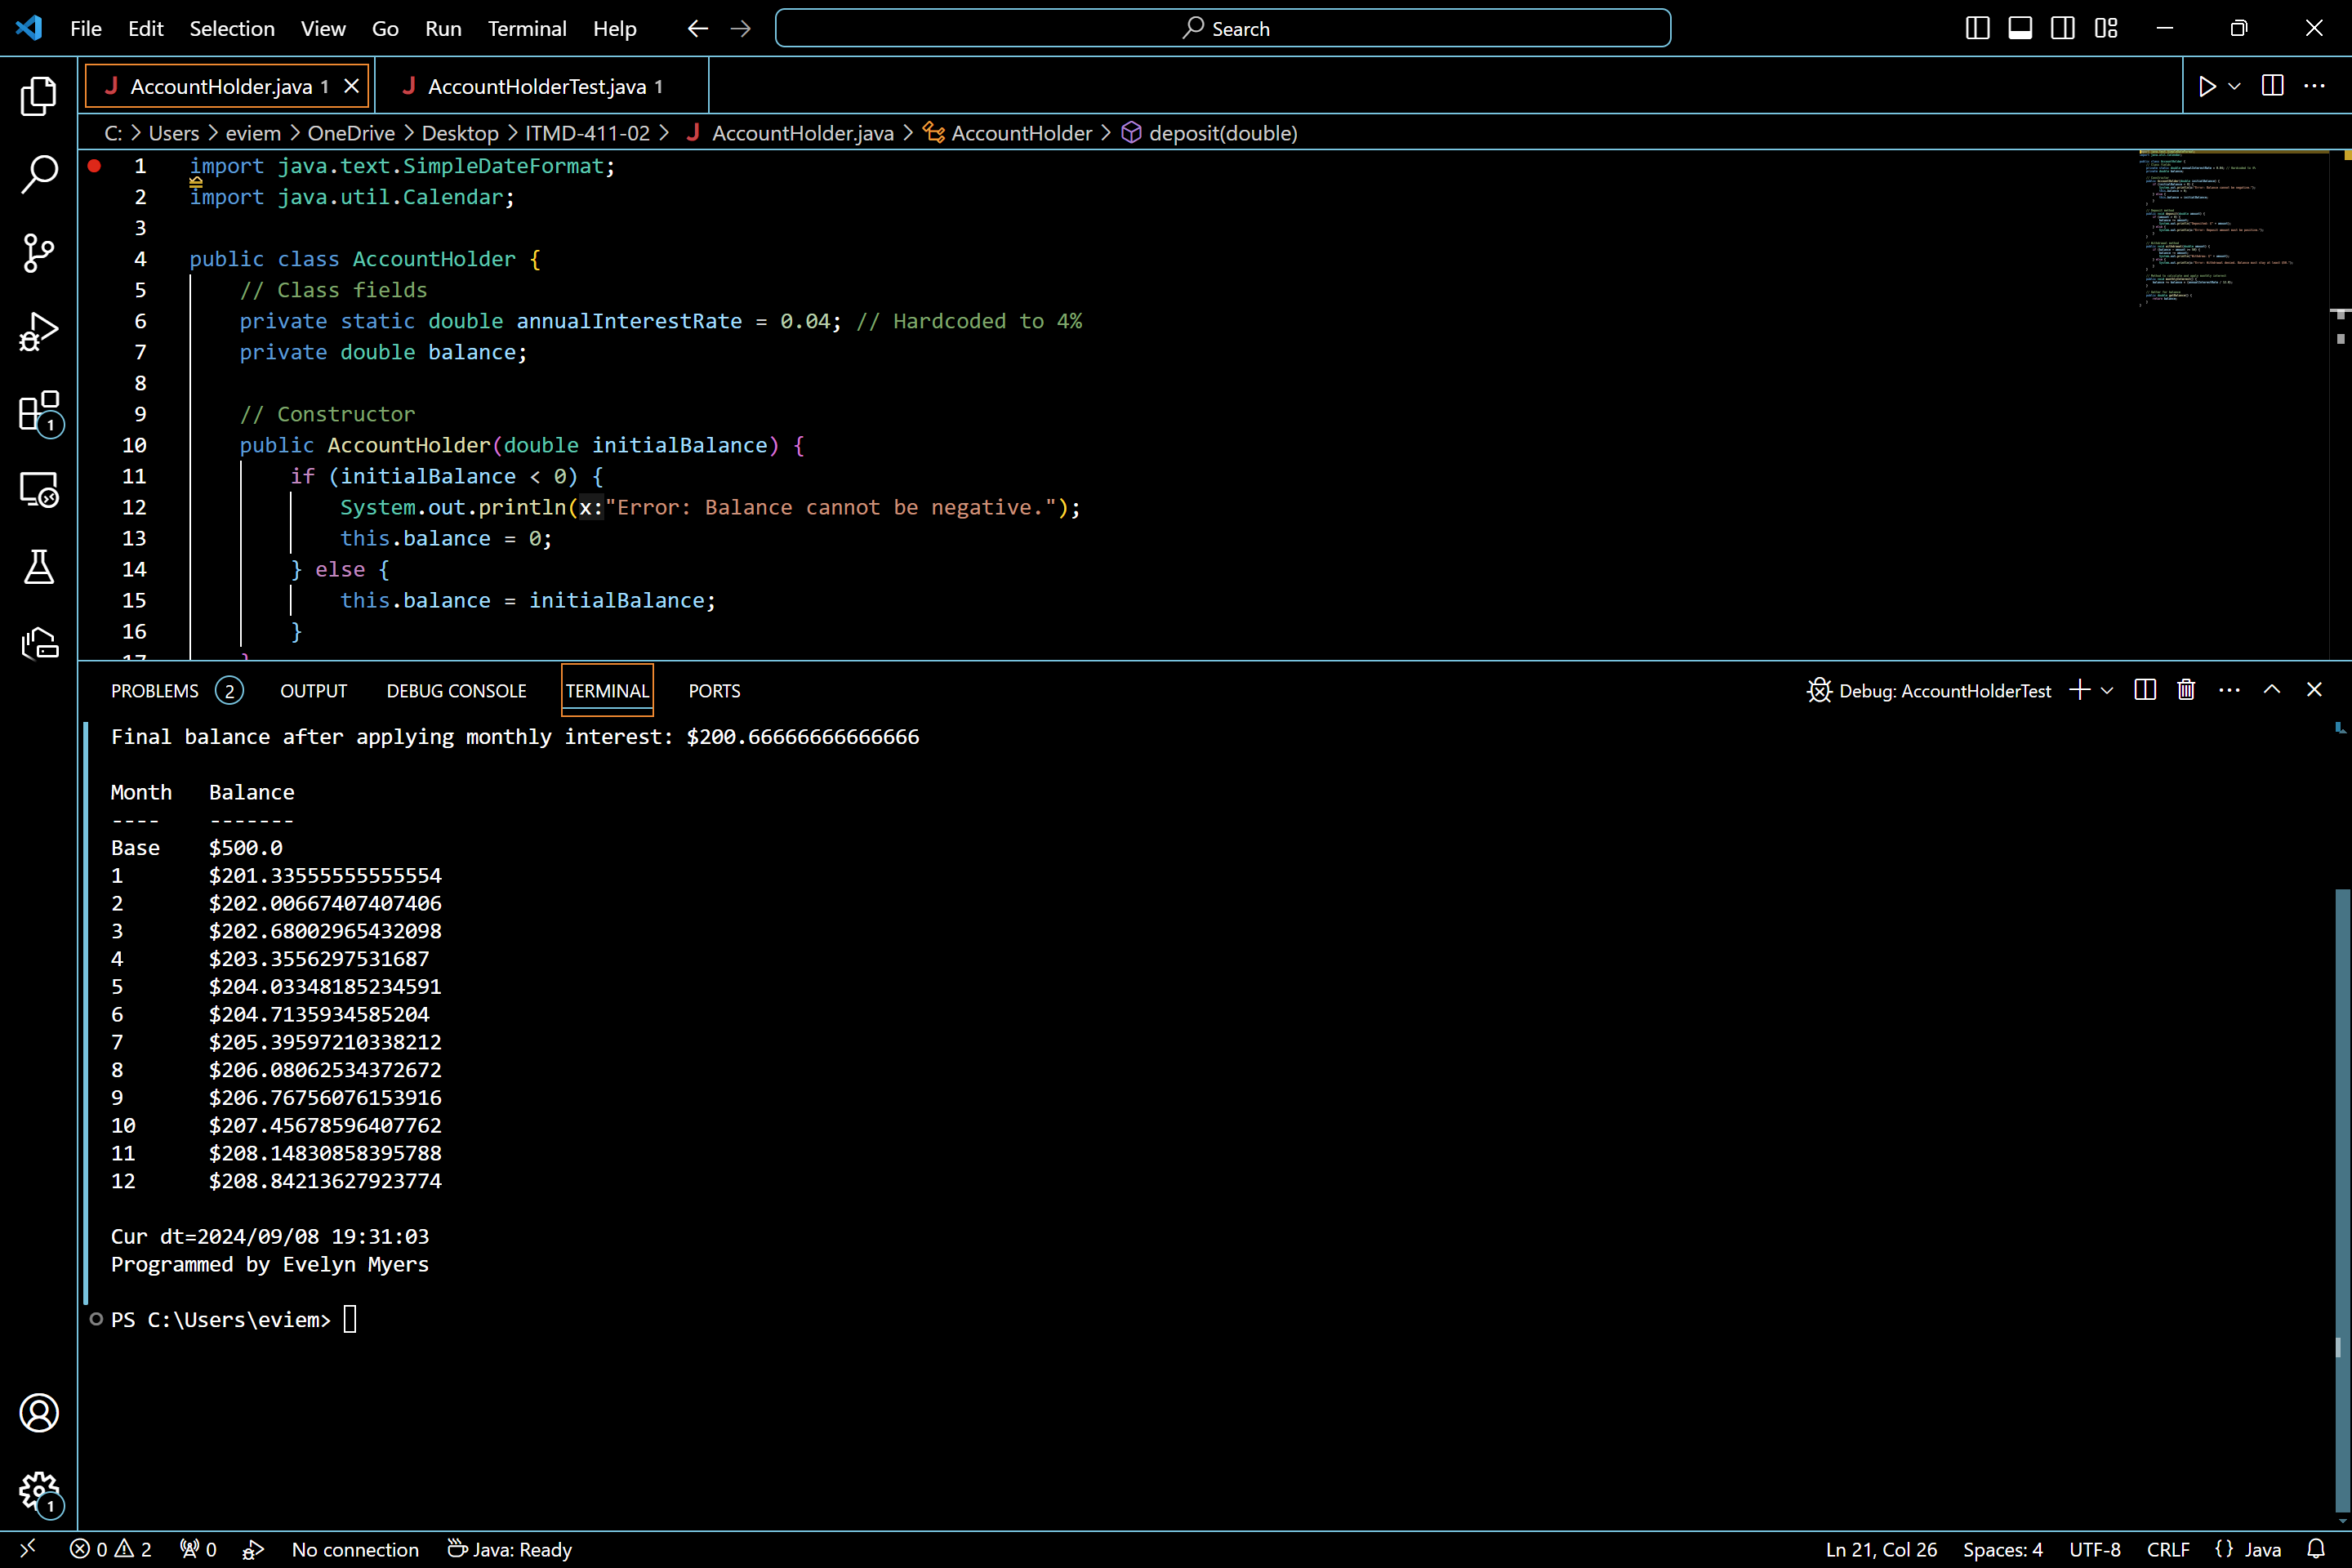 File Edit Selection View Go Run Terminal Help Search
AccountHolder.java 1 AccountHolderTest.java 1
C: > Users > eviem > OneDrive > Desktop > ITMD-411-02 > AccountHolder.java > AccountHolder > deposit(double)
1 import java.text.SimpleDateFormat;
2 import java.util.Calendar;
3
4 public class AccountHolder {
5 // Class fields
6 private static double annualInterestRate = 0.04; // Hardcoded to 4%
7 private double balance;
8
9 // Constructor
10 public AccountHolder(double initialBalance) {
11 if (initialBalance < 0) {
12 System.out.println(x:"Error: Balance cannot be negative.");
13 this.balance = 0;
14 } else {
15 this.balance = initialBalance;
16 }
17 }
PROBLEMS 2 OUTPUT DEBUG CONSOLE TERMINAL PORTS Debug: AccountHolderTest
Final balance after applying monthly interest: $200.66666666666666
Month Balance
---- -------
Base $500.0
1 $201.33555555555554
2 $202.00667407407406
3 $202.68002965432098
4 $203.3556297531687
5 $204.03348185234591
6 $204.7135934585204
7 $205.39597210338212
8 $206.08062534372672
9 $206.76756076153916
10 $207.45678596407762
11 $208.14830858395788
12 $208.84213627923774
Cur dt=2024/09/08 19:31:03
Programmed by Evelyn Myers
PS C:\Users\eviem>
1
1
0 2 0 No connection Java: Ready Ln 21, Col 26 Spaces: 4 UTF-8 CRLF {} Java